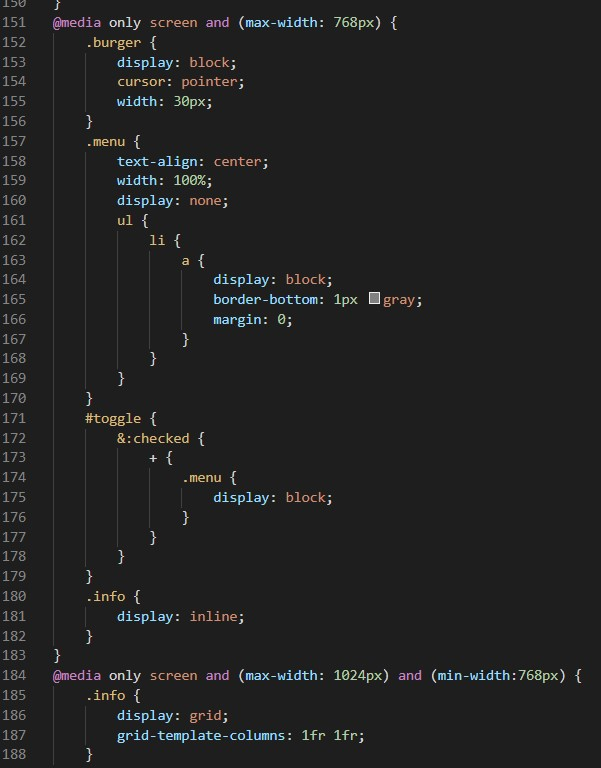 150 }
151 @media only screen and (max-width: 768px) {
152 .burger {
153 display: block;
154 cursor: pointer;
155 width: 30px;
156 }
157 .menu {
158 text-align: center;
159 width: 100%;
160 display: none;
161 ul {
162 li {
163 a {
164 display: block;
165 border-bottom: 1px gray;
166 margin: 0;
167 }
168 }
169 }
170 }
171 #toggle {
172 &:checked {
173 + {
174 .menu {
175 display: block;
176 }
177 }
178 }
179 }
180 .info {
181 display: inline;
182 }
183 }
184 @media only screen and (max-width: 1024px) and (min-width:768px) {
185 .info {
186 display: grid;
187 grid-template-columns: 1fr 1fr;
188 }